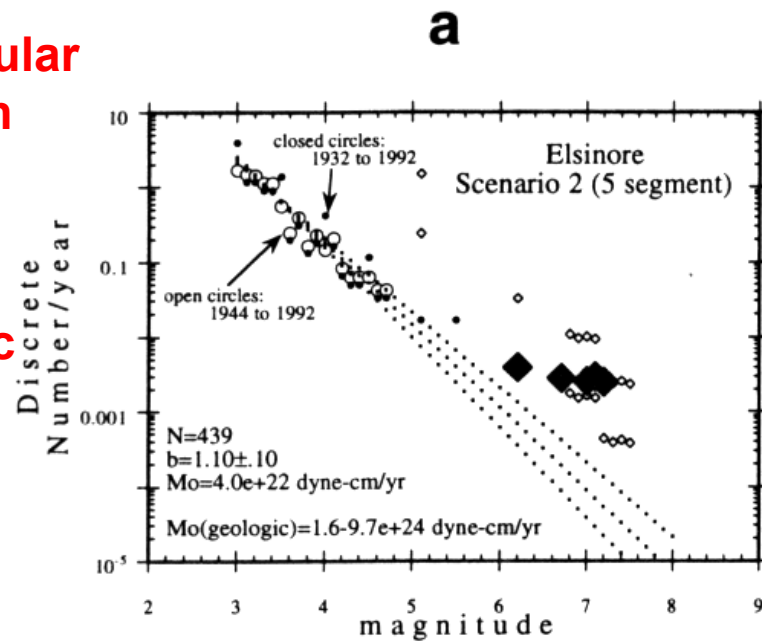 a
ular
n
c
Discrete
Number/year
10
0.1
0.001
10-5
closed circles:
1932 to 1992
Elsinore
Scenario 2 (5 segment)
open circles:
1944 to 1992
N=439
b=1.10±.10
Mo=4.0e+22 dyne-cm/yr
Mo(geologic)=1.6-9.7e+24 dyne-cm/yr
2 3 4 5 6 7 8 9
magnitude